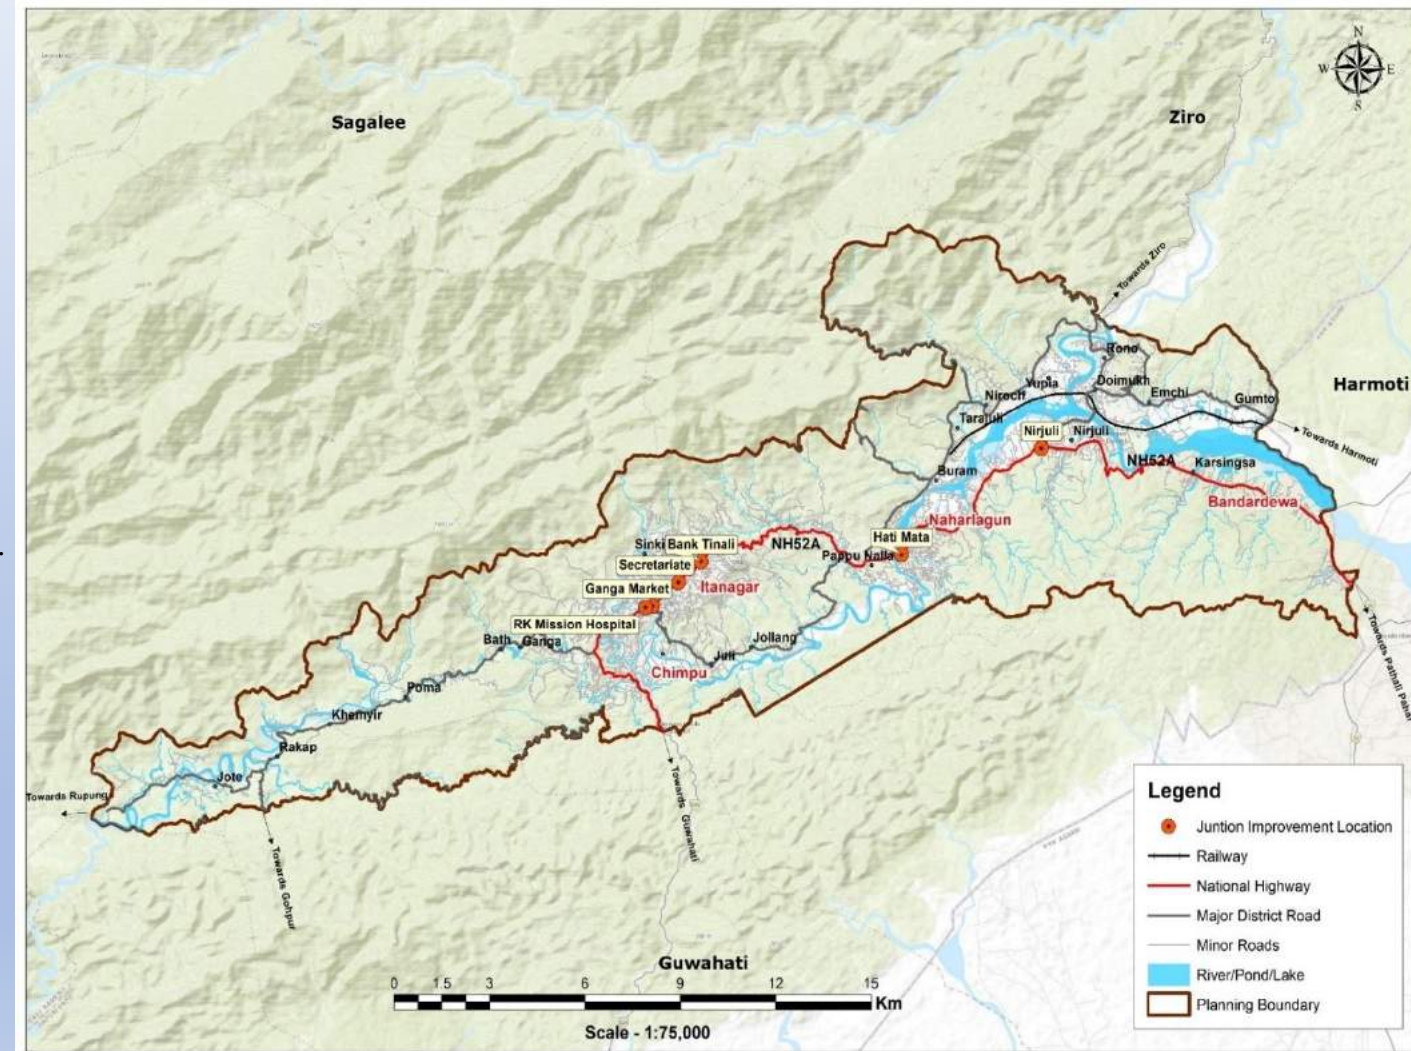 N
W E
S
Sagalee
Ziro
Towards Ziro
Rono
Harmoti
Yupia
Doimukh
Emchi
Niroch
Gumto
Tarajuli
Nirjuli
Nirjuli
Towards Harmoti
NH52A
Karsingsa
Buram
Bandardewa
Naharlagun
Hati Mata
Sinki
Bank Tinali
NH52A
Pappu Nalla
Secretariate
Itanagar
Ganga Market
RK Mission Hospital
Bath
Ganga
Jollang
Juli
Chimpu
Towards Pathali Pahar
Poma
Khemyir
Rakap
Jote
Towards Rupung
Towards Guwahati
Towards Gohpur
Legend
Juntion Improvement Location
Railway
National Highway
Major District Road
Minor Roads
River/Pond/Lake
Planning Boundary
Guwahati
0 1.5 3 6 9 12 15
Km
Scale - 1:75,000